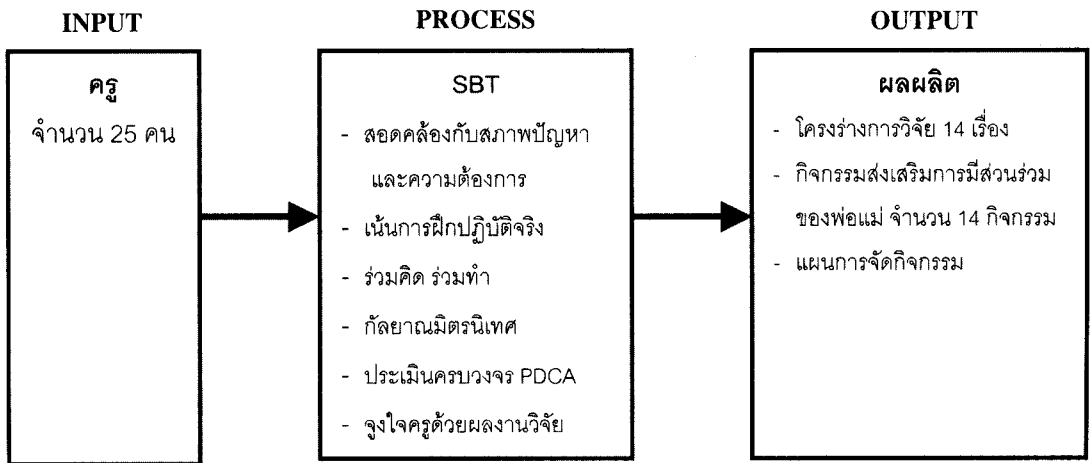 INPUT
ครู
จำนวน 25 คน
PROCESS
SBT
- สอดคล้องกับสภาพปัญหา
และความต้องการ
- เน้นการฝึกปฏิบัติจริง
- ร่วมคิด ร่วมทำ
- กัลยาณมิตรนิเทศ
- ประเมินครบวงจร PDCA
- จูงใจครูด้วยผลงานวิจัย
OUTPUT
ผลผลิต
- โครงร่างการวิจัย 14 เรื่อง
- กิจกรรมส่งเสริมการมีส่วนร่วม
ของพ่อแม่ จำนวน 14 กิจกรรม
- แผนการจัดกิจกรรม